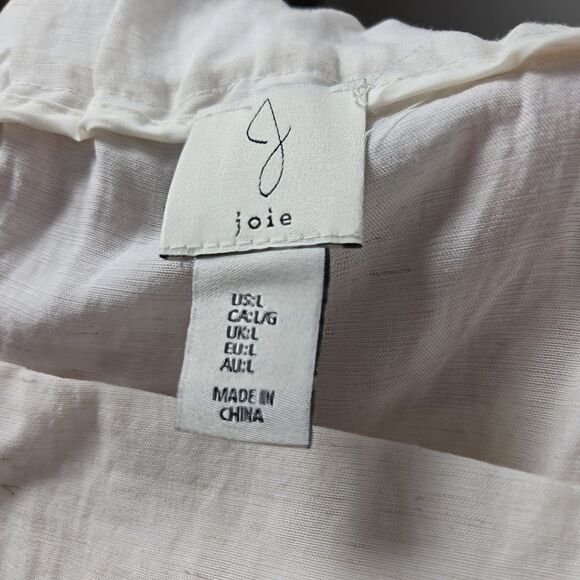 J
joie
US:L
CA:L/G
UK:L
EU:L
AU:L
MADE IN
CHINA